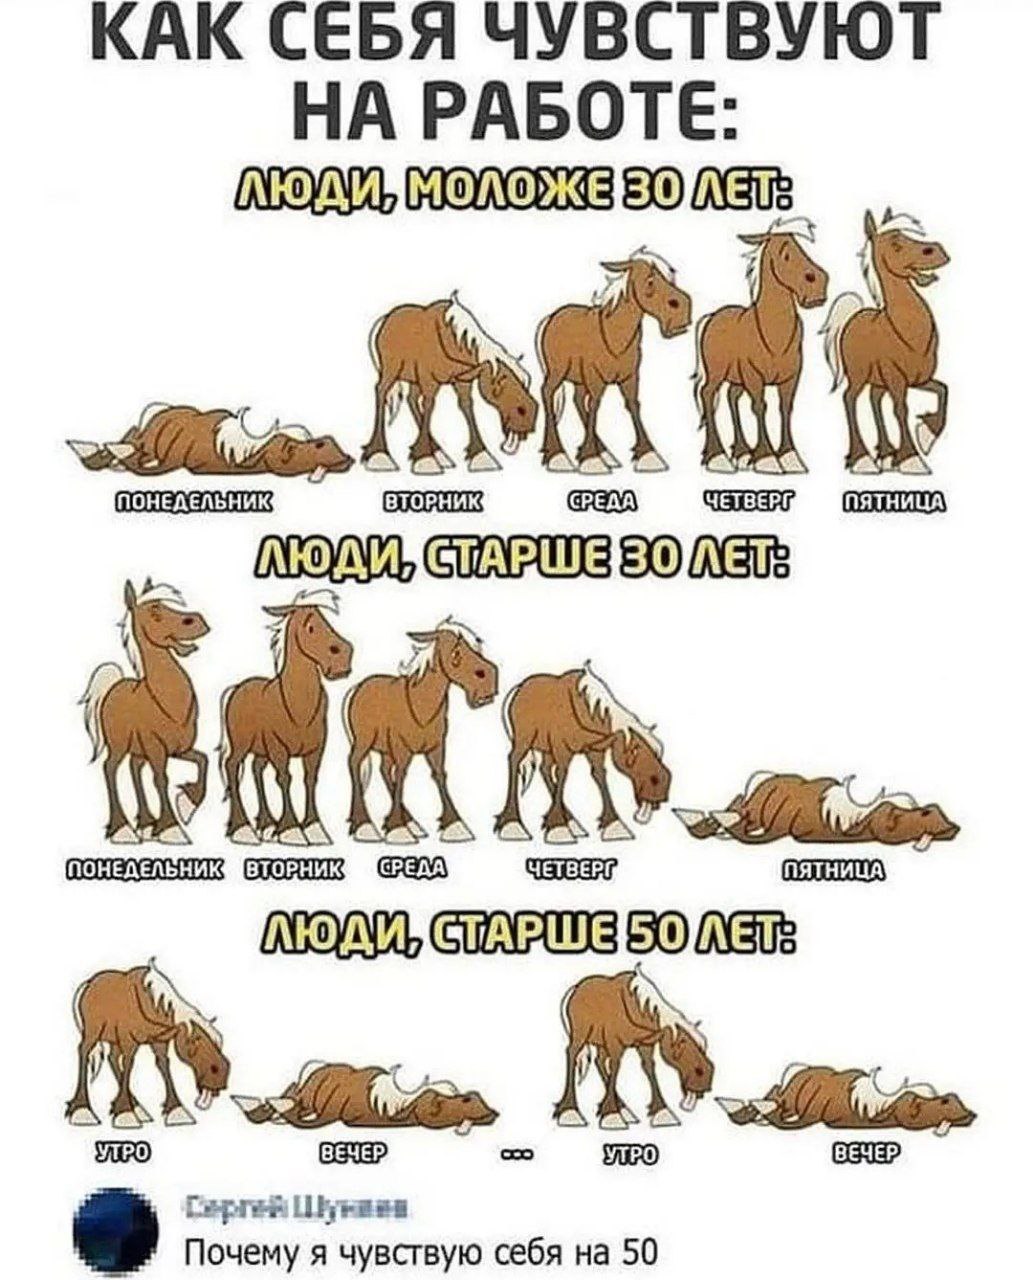 КАК СЕБЯ ЧУВСТВУЮТ
НА РАБОТЕ:
ЛЮДИ, МОЛОЖЕ 30 ЛЕТ:
ПОНЕДЕЛЬНИК ВТОРНИК СРЕДА ЧЕТВЕРГ ПЯТНИЦА
ЛЮДИ, СТАРШЕ 30 ЛЕТ:
ПОНЕДЕЛЬНИК ВТОРНИК СРЕДА ЧЕТВЕРГ ПЯТНИЦА
ЛЮДИ, СТАРШЕ 50 ЛЕТ:
УТРО ВЕЧЕР ... УТРО ВЕЧЕР
Почему я чувствую себя на 50